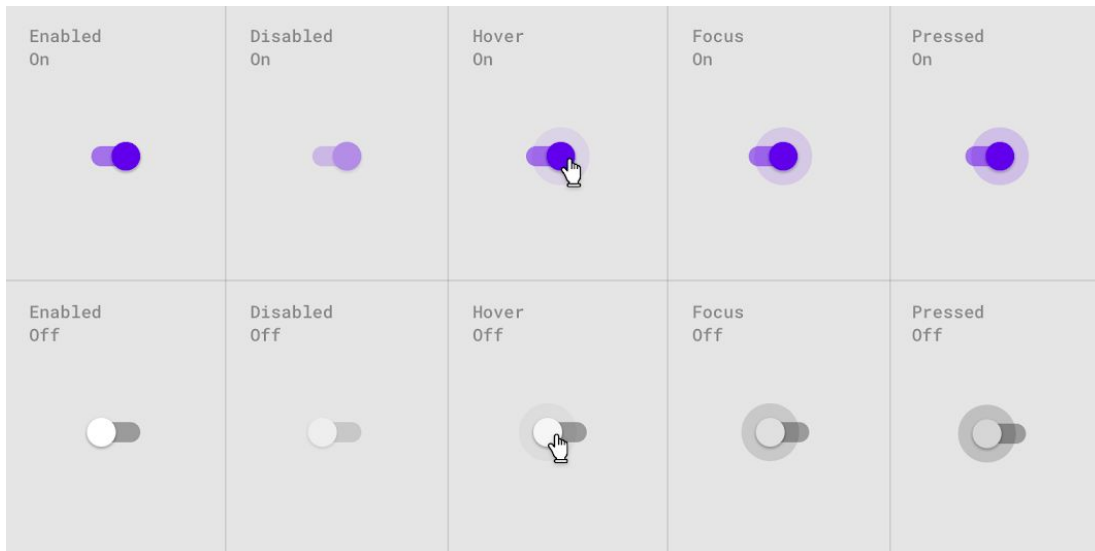 Enabled
On
Disabled
On
Hover
On
Focus
On
Pressed
On
Enabled
Off
Disabled
Off
Hover
Off
Focus
Off
Pressed
Off